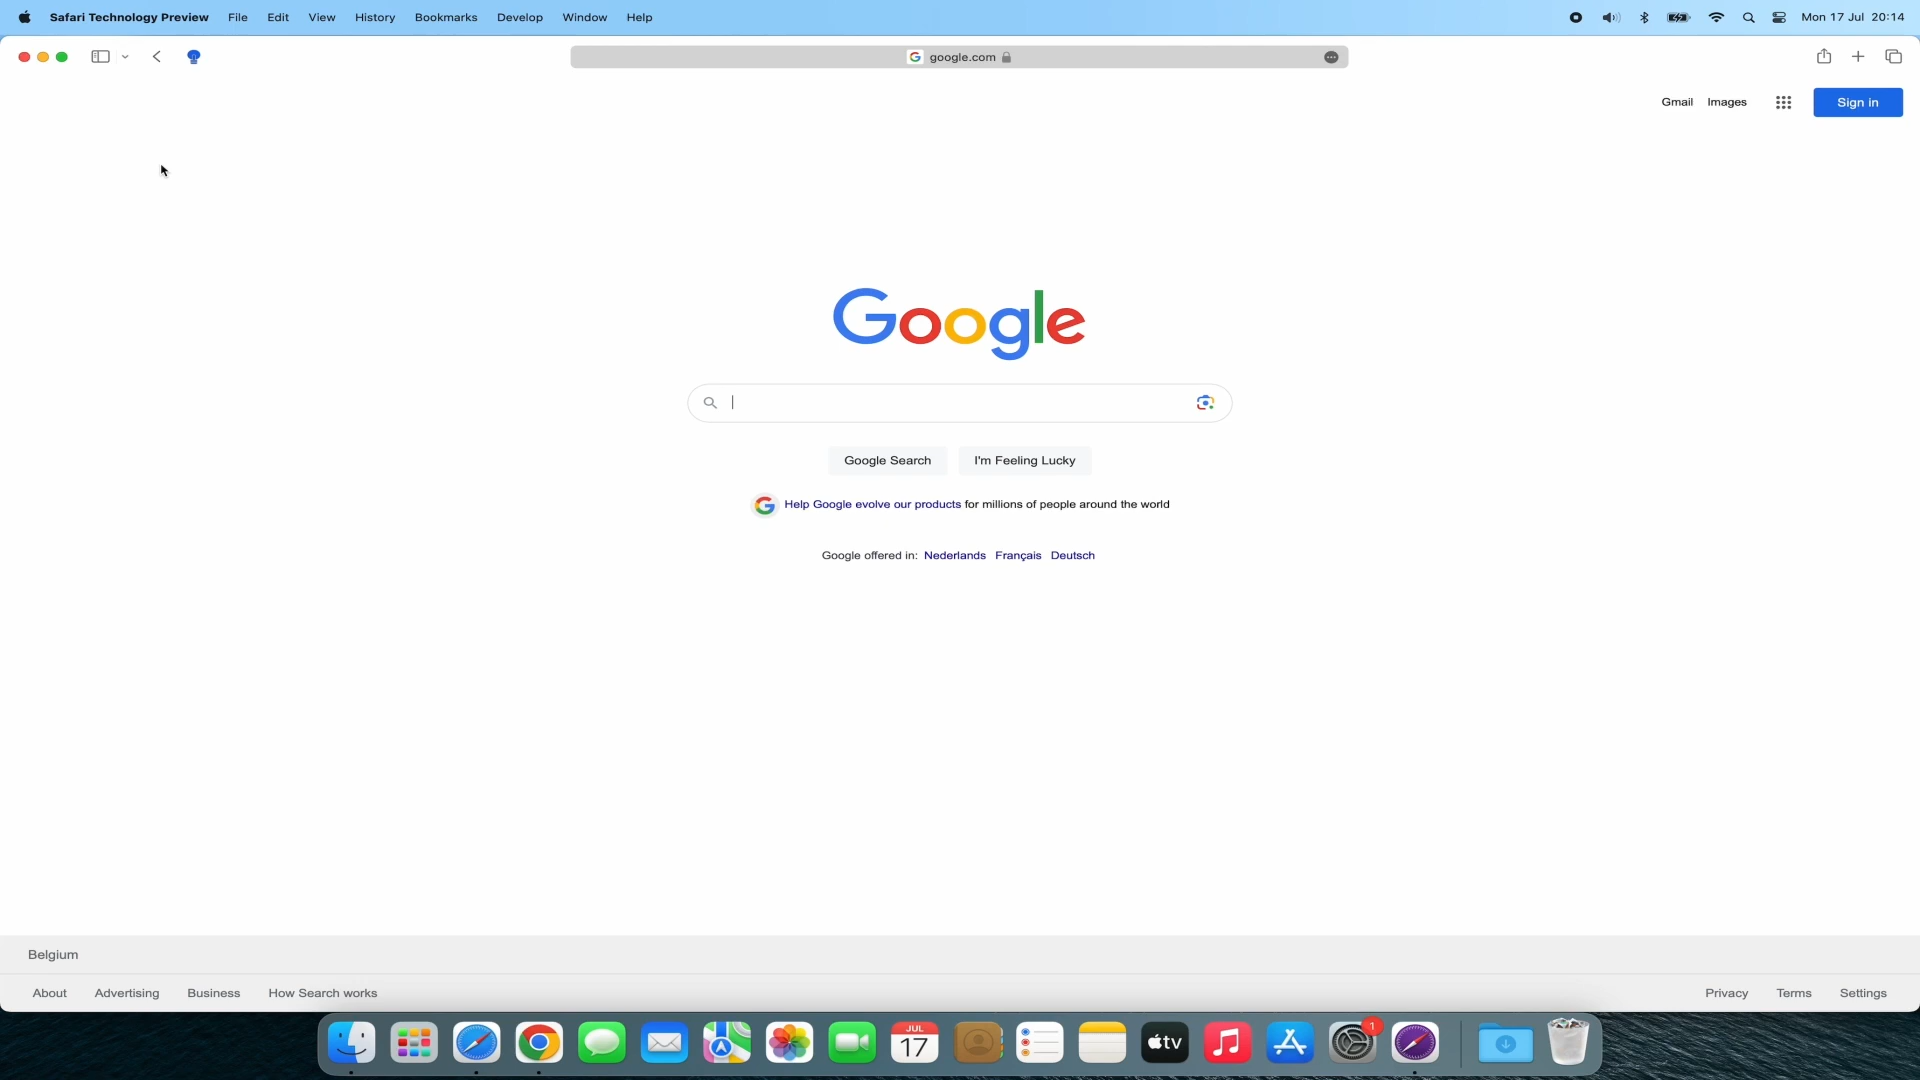 Safari Technology Preview File Edit View History Bookmarks Develop Window Help Mon 17 Jul 20:14
google.com
Gmail Images Sign in
Google
Google Search I'm Feeling Lucky
Help Google evolve our products for millions of people around the world
Google offered in: Nederlands Français Deutsch
Belgium
About Advertising Business How Search works Privacy Terms Settings
JUL
17
tv
1